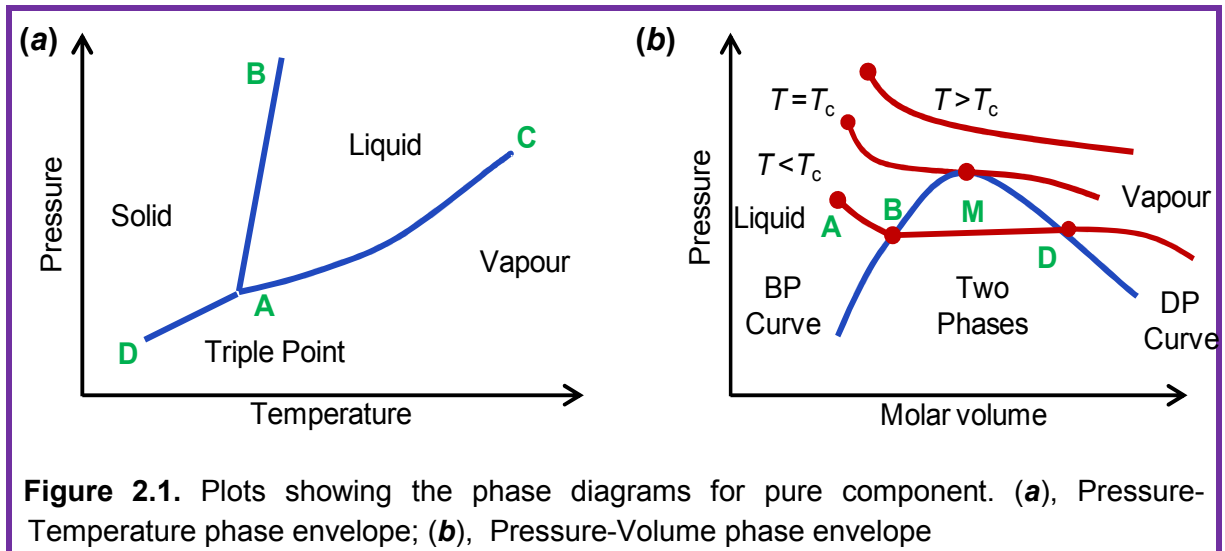 (a)
B
C
Liquid
Solid
Vapour
A
D
Triple Point
Pressure
Temperature
(b)
T = Tc
T > Tc
T < Tc
Liquid
A
B
M
Vapour
D
BP
Curve
Two
Phases
DP
Curve
Pressure
Molar volume
Figure 2.1. Plots showing the phase diagrams for pure component. (a), Pressure-
Temperature phase envelope; (b), Pressure-Volume phase envelope